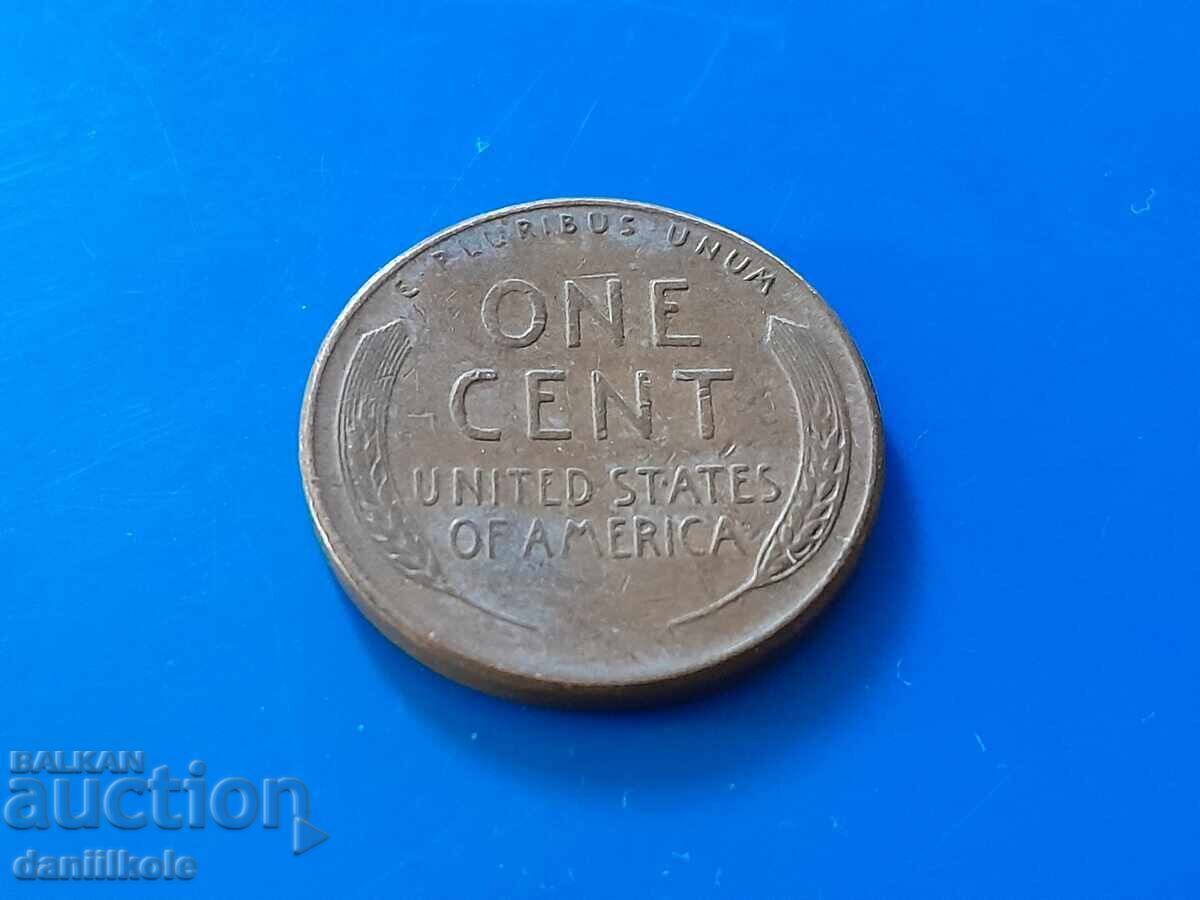 E. PLURIBUS UNUM
ONE
CENT
UNITED STATES
OF AMERICA
BALKAN
auction
daniilkole